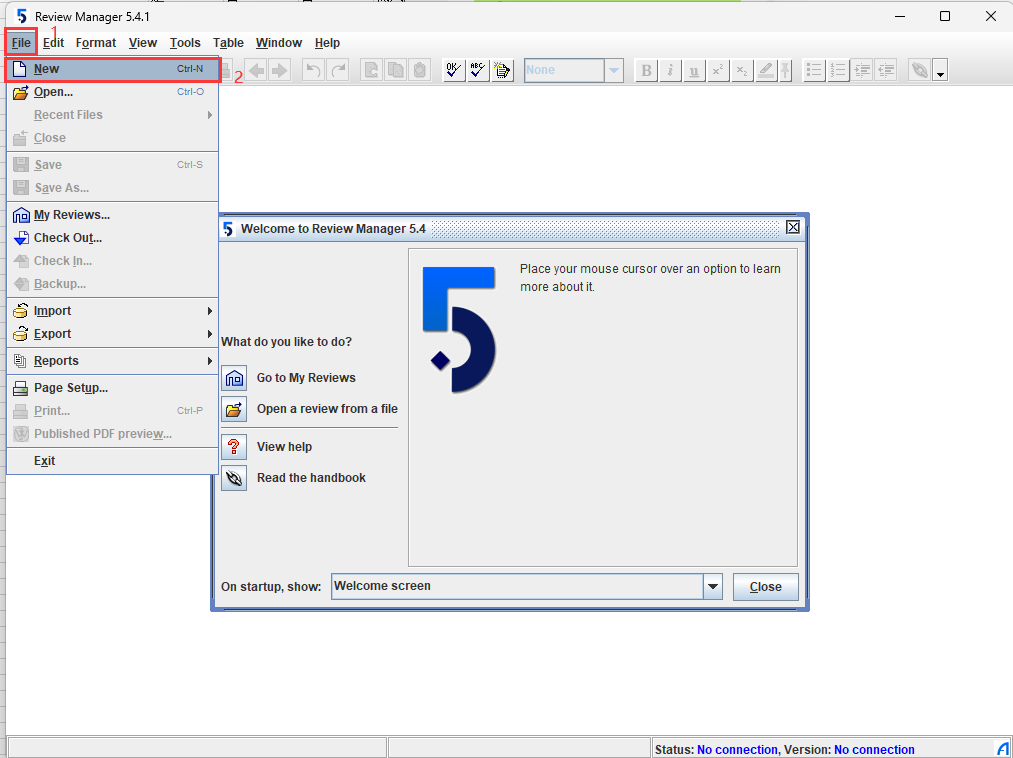 Review Manager 5.4.1
File Edit Format View Tools Table Window Help
1
New Ctrl-N
2
None
B i u x² x₂
Open... Ctrl-O
Recent Files
Close
Save Ctrl-S
Save As...
My Reviews...
Check Out...
Check In...
Backup...
Import
Export
Reports
Page Setup...
Print... Ctrl-P
Published PDF preview...
Exit
Welcome to Review Manager 5.4
Place your mouse cursor over an option to learn
more about it.
What do you like to do?
Go to My Reviews
Open a review from a file
View help
Read the handbook
On startup, show: Welcome screen Close
Status: No connection, Version: No connection